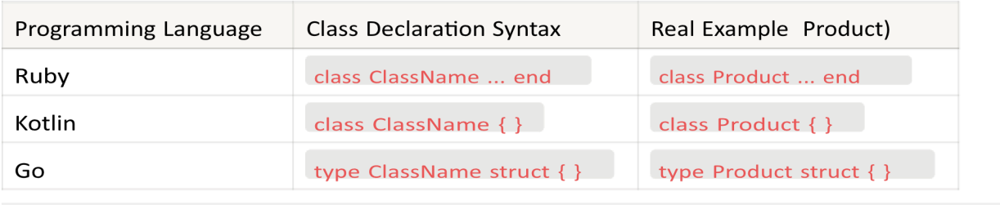 Programming Language Class Declaration Syntax Real Example Product)
Ruby class ClassName ... end class Product ... end
Kotlin class ClassName { } class Product { }
Go type ClassName struct { } type Product struct { }